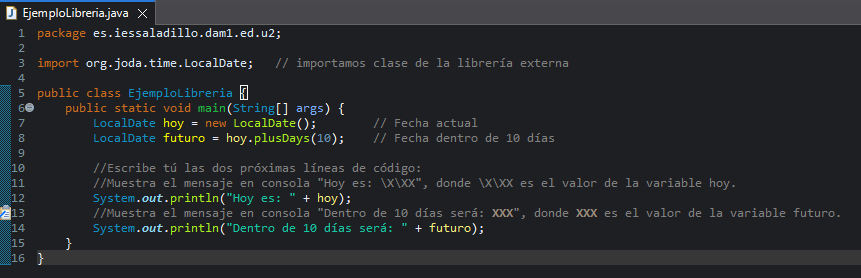 EjemploLibreria.java
1 package es.iessaladillo.dam1.ed.u2;
2
3 import org.joda.time.LocalDate; // importamos clase de la librería externa
4
5 public class EjemploLibreria {
6 public static void main(String[] args) {
7 LocalDate hoy = new LocalDate(); // Fecha actual
8 LocalDate futuro = hoy.plusDays(10); // Fecha dentro de 10 días
9
10 //Escribe tú las dos próximas líneas de código:
11 //Muestra el mensaje en consola "Hoy es: \X\XX", donde \X\XX es el valor de la variable hoy.
12 System.out.println("Hoy es: " + hoy);
13 //Muestra el mensaje en consola "Dentro de 10 días será: XXX", donde XXX es el valor de la variable futuro.
14 System.out.println("Dentro de 10 días será: " + futuro);
15 }
16 }